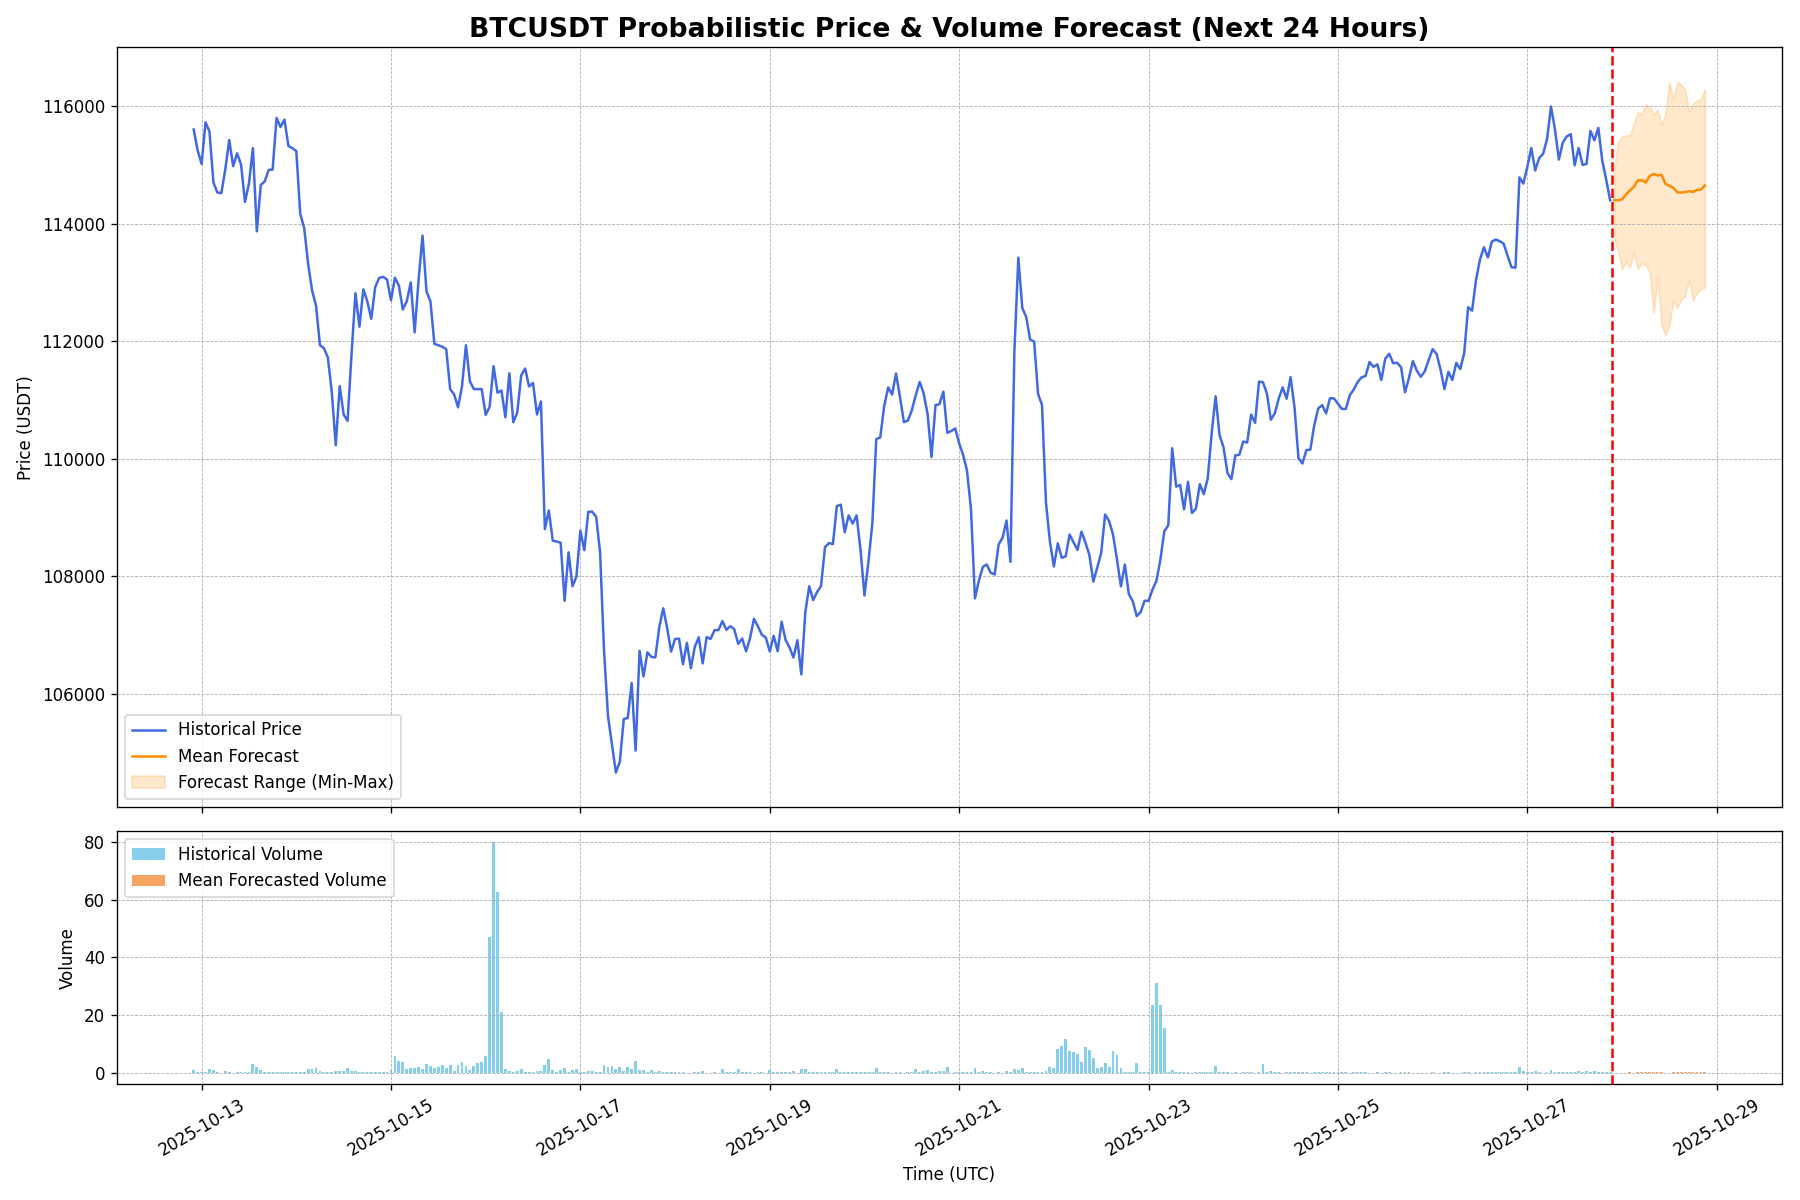 BTCUSDT Probabilistic Price & Volume Forecast (Next 24 Hours)
Price (USDT)
116000
114000
112000
110000
108000
106000
Historical Price
Mean Forecast
Forecast Range (Min-Max)
Volume
80
60
40
20
0
Historical Volume
Mean Forecasted Volume
2025-10-13
2025-10-15
2025-10-17
2025-10-19
2025-10-21
2025-10-23
2025-10-25
2025-10-27
2025-10-29
Time (UTC)